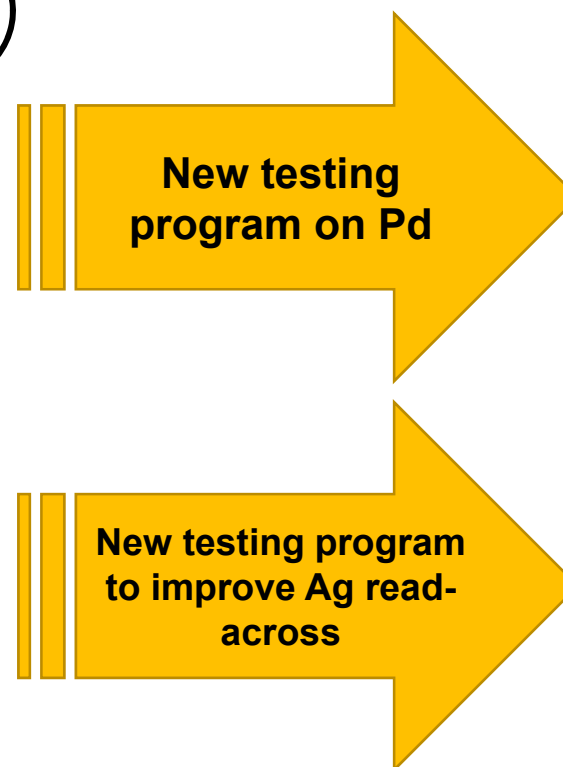 New testing
program on Pd
New testing program
to improve Ag read-
across